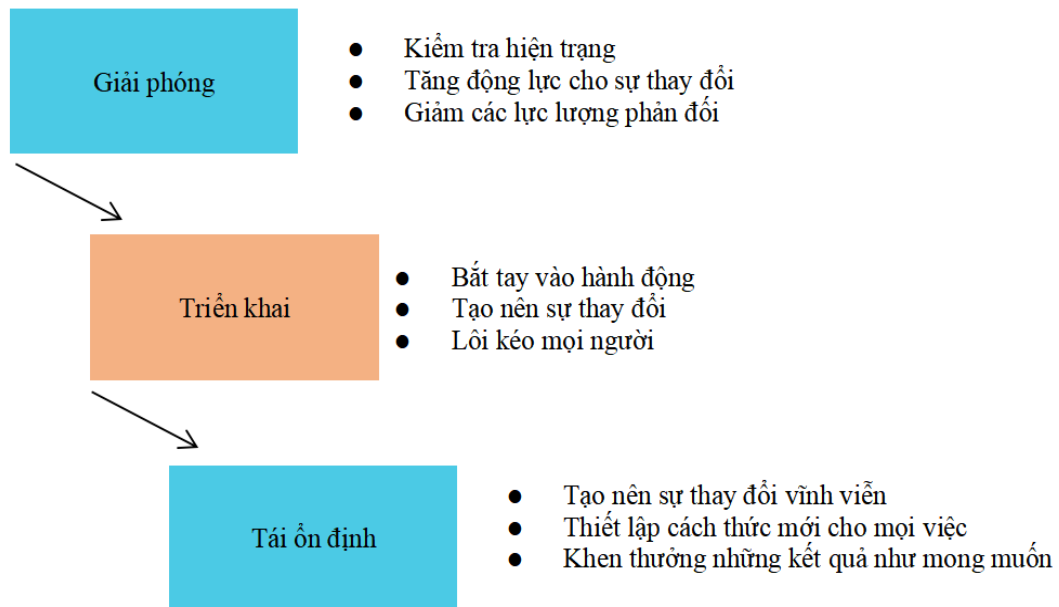 Giải phóng
● Kiểm tra hiện trạng
● Tăng động lực cho sự thay đổi
● Giảm các lực lượng phản đối
Triển khai
● Bắt tay vào hành động
● Tạo nên sự thay đổi
● Lôi kéo mọi người
Tái ổn định
● Tạo nên sự thay đổi vĩnh viễn
● Thiết lập cách thức mới cho mọi việc
● Khen thưởng những kết quả như mong muốn